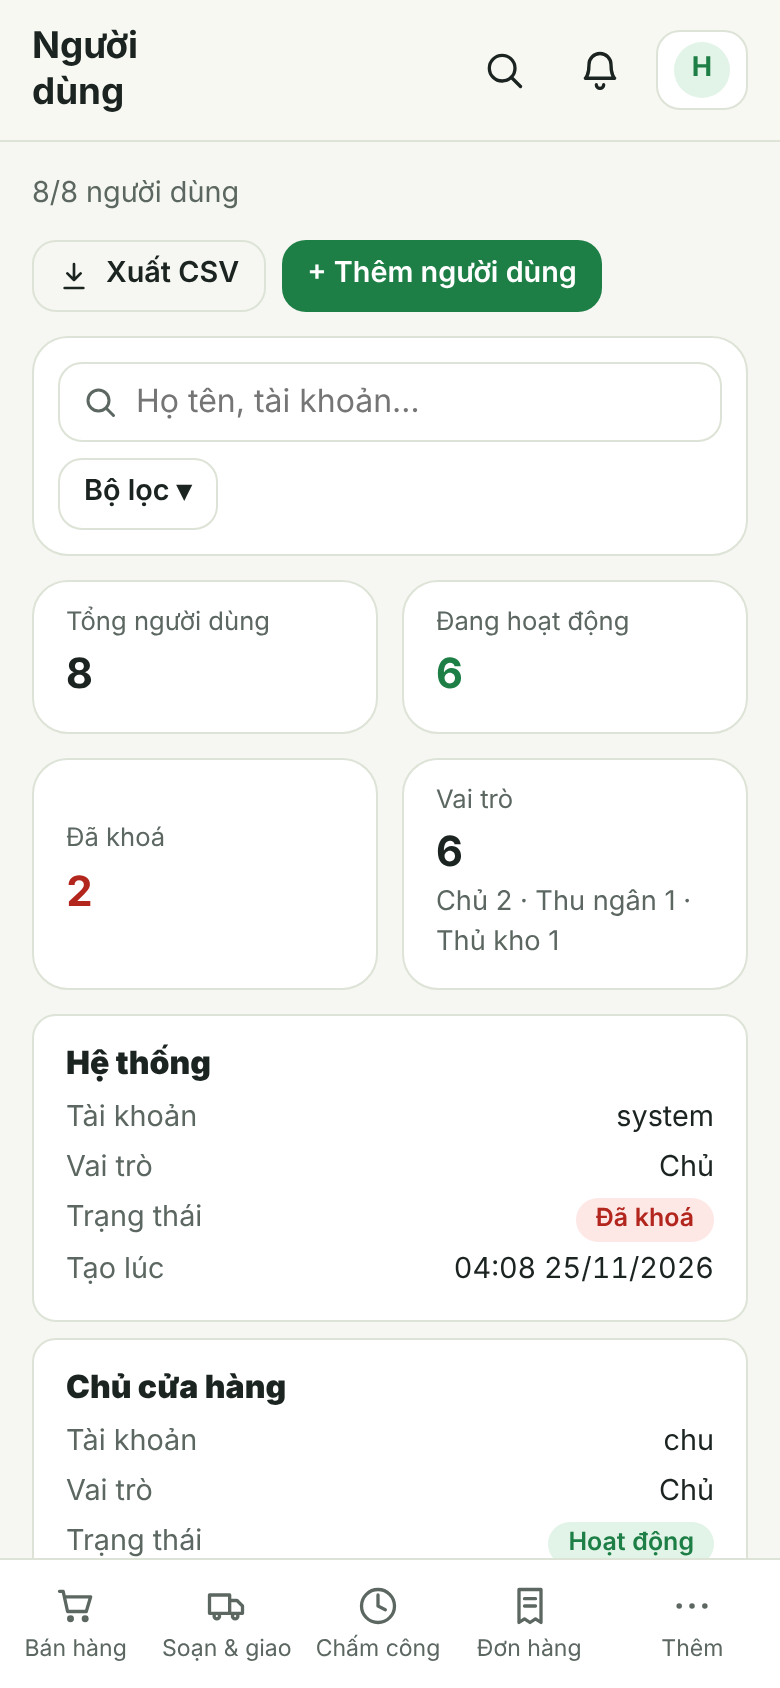 Người
dùng
H
8/8 người dùng
Xuất CSV
+ Thêm người dùng
Họ tên, tài khoản...
Bộ lọc ▾
Tổng người dùng
8
Đang hoạt động
6
Đã khoá
2
Vai trò
6
Chủ 2 · Thu ngân 1 ·
Thủ kho 1
Hệ thống
Tài khoản system
Vai trò Chủ
Trạng thái Đã khoá
Tạo lúc 04:08 25/11/2026
Chủ cửa hàng
Tài khoản chu
Vai trò Chủ
Trạng thái Hoạt động
Bán hàng
Soạn & giao
Chấm công
Đơn hàng
Thêm